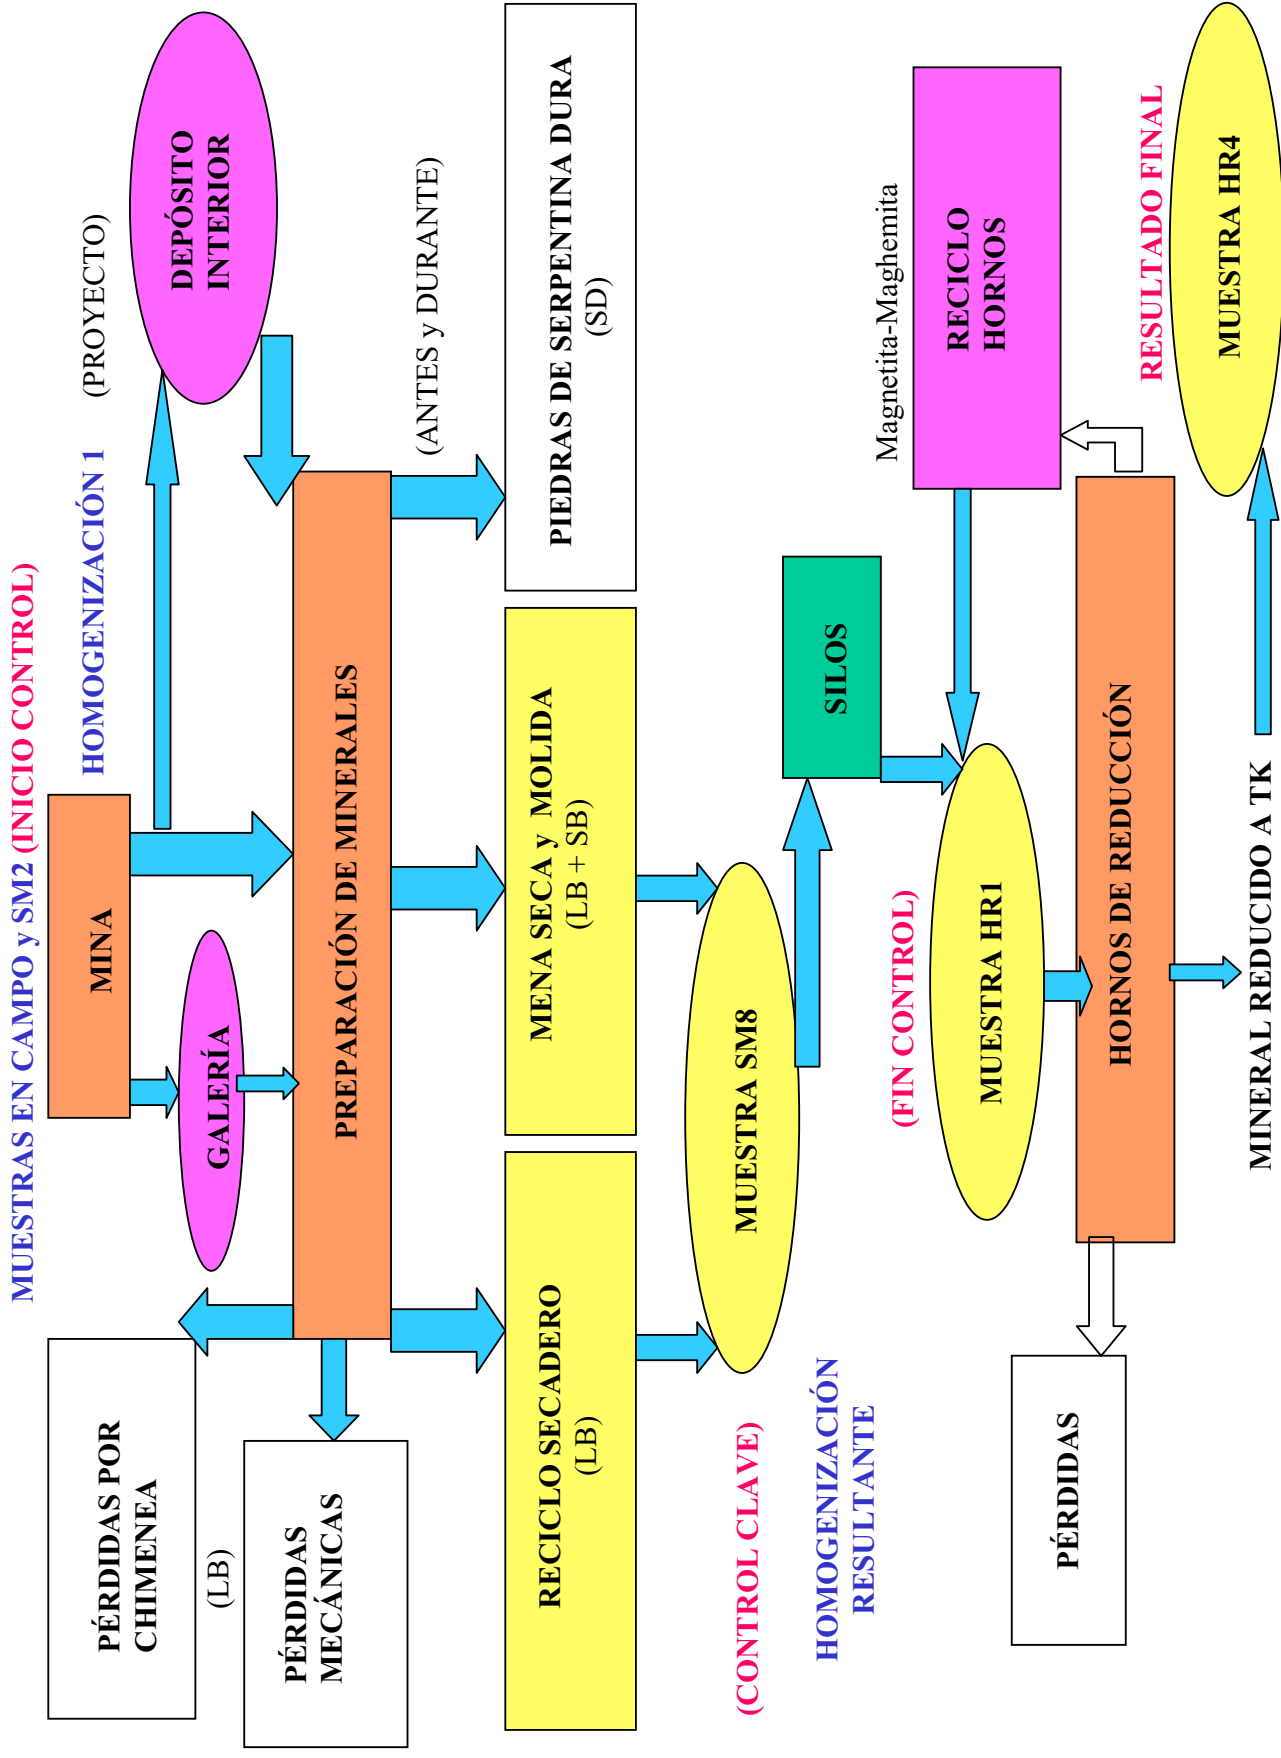 MUESTRAS EN CAMPO y SM2 (INICIO CONTROL)
MINA
HOMOGENIZACIÓN 1
(PROYECTO)
PÉRDIDAS POR
CHIMENEA
(LB)
GALERÍA
DEPÓSITO
INTERIOR
PÉRDIDAS
MECÁNICAS
PREPARACIÓN DE MINERALES
(ANTES y DURANTE)
RECICLO SECADERO
(LB)
MENA SECA y MOLIDA
(LB + SB)
PIEDRAS DE SERPENTINA DURA
(SD)
(CONTROL CLAVE)
MUESTRA SM8
HOMOGENIZACIÓN
RESULTANTE
SILOS
Magnetita-Maghemita
(FIN CONTROL)
RECICLO
HORNOS
MUESTRA HR1
PÉRDIDAS
HORNOS DE REDUCCIÓN
RESULTADO FINAL
MUESTRA HR4
MINERAL REDUCIDO A TK